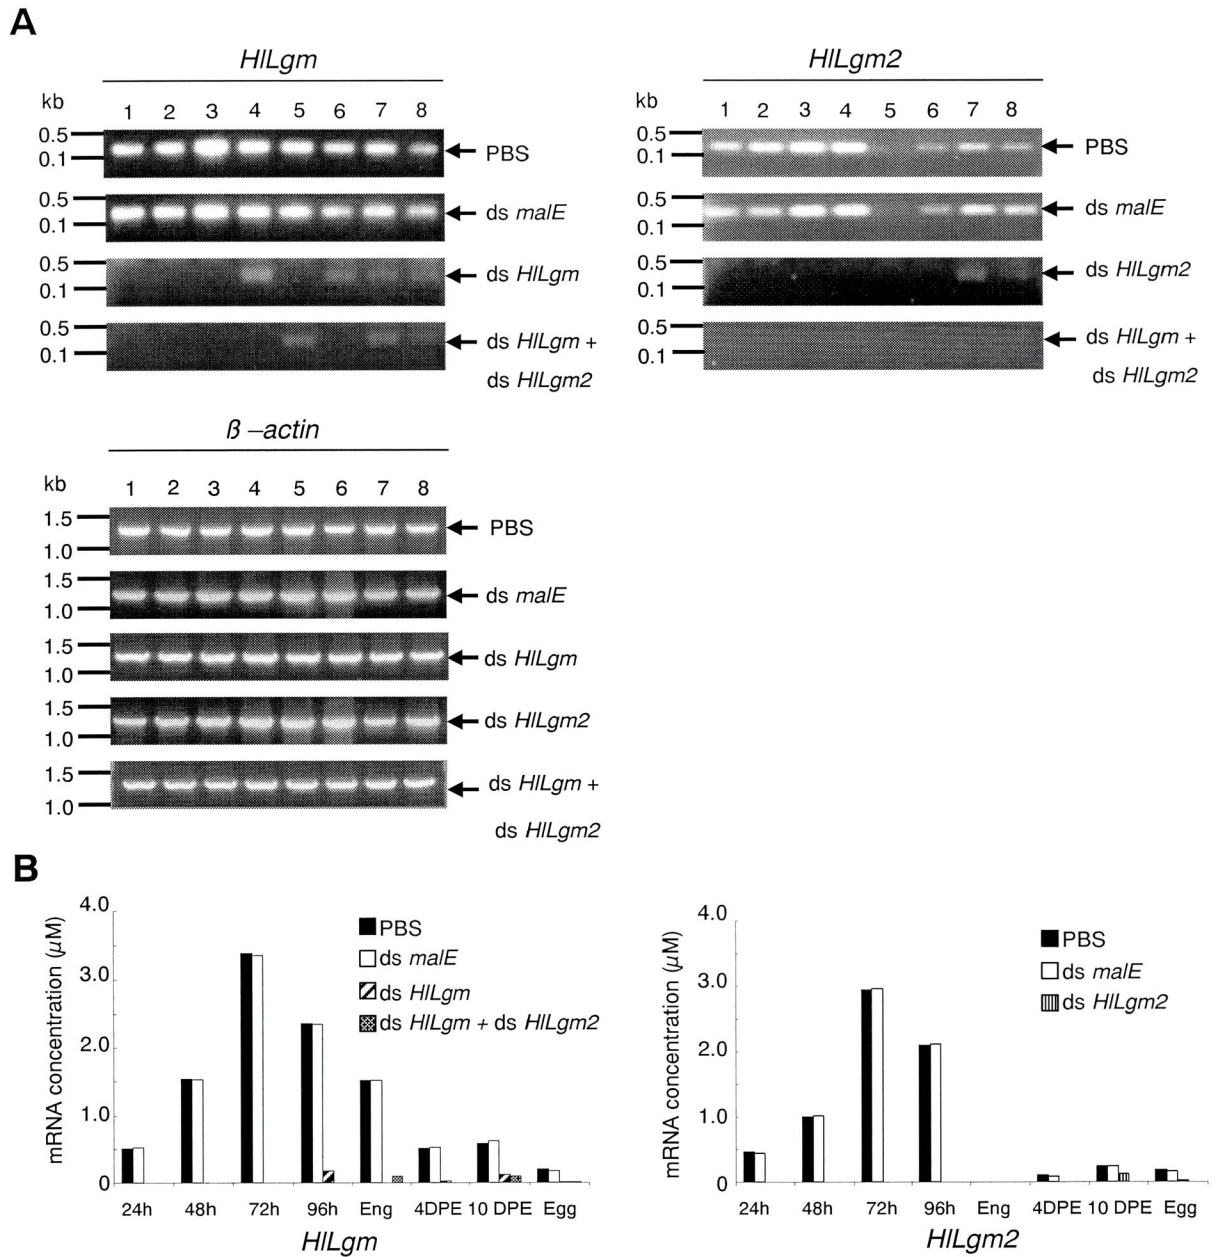 A
HlLgm
kb 1 2 3 4 5 6 7 8
0.5
0.1
PBS
0.5
0.1
ds malE
0.5
0.1
ds HlLgm
0.5
0.1
ds HlLgm +
ds HlLgm2
HlLgm2
kb 1 2 3 4 5 6 7 8
0.5
0.1
PBS
0.5
0.1
ds malE
0.5
0.1
ds HlLgm2
0.5
0.1
ds HlLgm +
ds HlLgm2
ß –actin
kb 1 2 3 4 5 6 7 8
1.5
1.0
PBS
1.5
1.0
ds malE
1.5
1.0
ds HlLgm
1.5
1.0
ds HlLgm2
1.5
1.0
ds HlLgm +
ds HlLgm2
B
mRNA concentration (µM)
4.0
3.0
2.0
1.0
0
PBS
ds malE
ds HlLgm
ds HlLgm + ds HlLgm2
24h 48h 72h 96h Eng 4DPE 10 DPE Egg
HlLgm
mRNA concentration (µM)
4.0
3.0
2.0
1.0
0
PBS
ds malE
ds HlLgm2
24h 48h 72h 96h Eng 4DPE 10 DPE Egg
HlLgm2